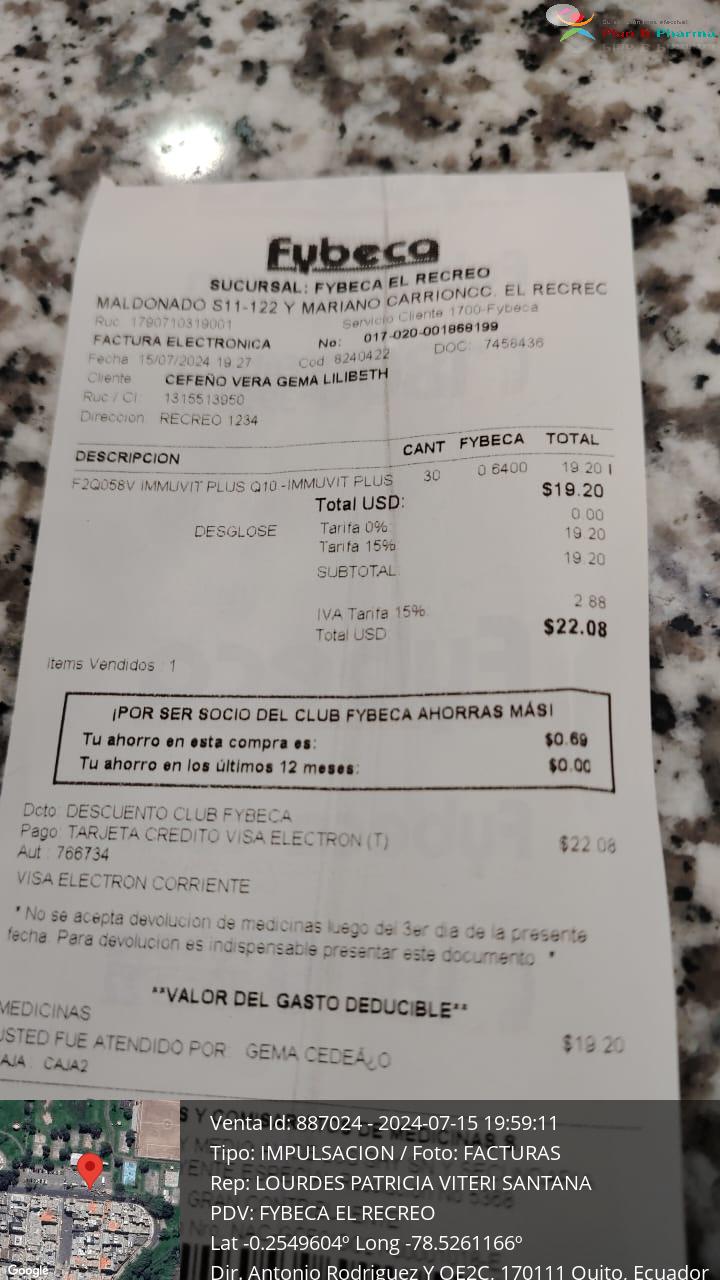 Plan B Pharma
Fybeca
SUCURSAL: FYBECA EL RECREO
MALDONADO S11-122 Y MARIANO CARRIONCC. EL RECREC
Ruc: 1790710319001 Servicio Cliente 1700-Fybeca
FACTURA ELECTRONICA No: 017-020-001869199
Fecha 15/07/2024 19:27 Cod 8240422 DOC: 7458436
Cliente CEFEÑO VERA GEMA LILIBETH
Ruc / CI: 1315513950
Direccion: RECREO 1234
DESCRIPCION CANT FYBECA TOTAL
F2Q058V IMMUVIT PLUS Q10 -IMMUVIT PLUS 30 0.6400 19.20 I
Total USD: $19.20
DESGLOSE Tarifa 0% 0.00
Tarifa 15% 19.20
SUBTOTAL 19.20
IVA Tarifa 15% 2.88
Total USD $22.08
Items Vendidos : 1
¡POR SER SOCIO DEL CLUB FYBECA AHORRAS MÁS!
Tu ahorro en esta compra es: $0.69
Tu ahorro en los últimos 12 meses: $0.00
Dcto: DESCUENTO CLUB FYBECA
Pago: TARJETA CREDITO VISA ELECTRON (T) $22.08
Aut : 766734
VISA ELECTRON CORRIENTE
* No se acepta devolucion de medicinas luego del 3er dia de la presente
fecha. Para devolucion es indispensable presentar este documento *
**VALOR DEL GASTO DEDUCIBLE**
MEDICINAS $19.20
USTED FUE ATENDIDO POR: GEMA CEDEÃ¿O
AJA : CAJA2
Venta Id: 887024 - 2024-07-15 19:59:11
Tipo: IMPULSACION / Foto: FACTURAS
Rep: LOURDES PATRICIA VITERI SANTANA
PDV: FYBECA EL RECREO
Lat -0.2549604º Long -78.5261166º
Dir. Antonio Rodriguez Y OE2C, 170111 Quito, Ecuador
Google